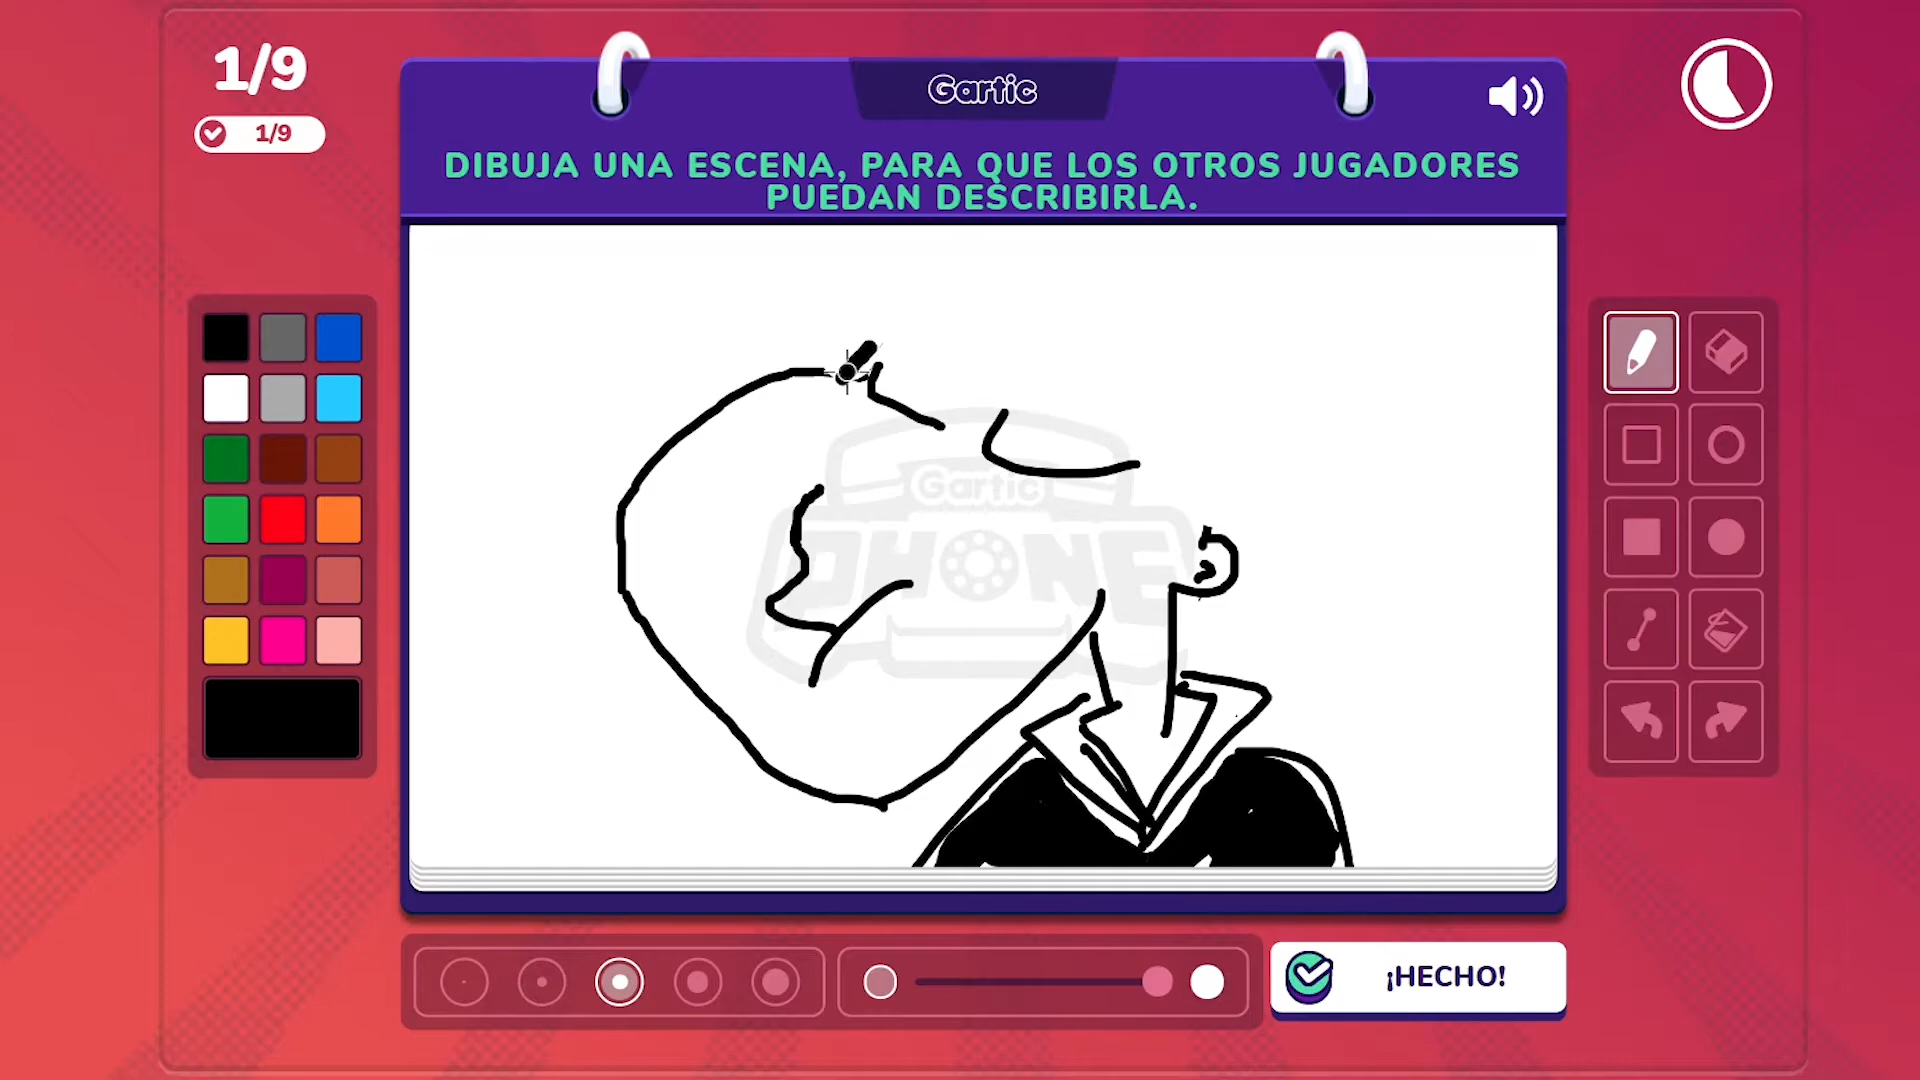 1/9
1/9
Gartic
DIBUJA UNA ESCENA, PARA QUE LOS OTROS JUGADORES
PUEDAN DESCRIBIRLA.
Gartic
PHONE
¡HECHO!